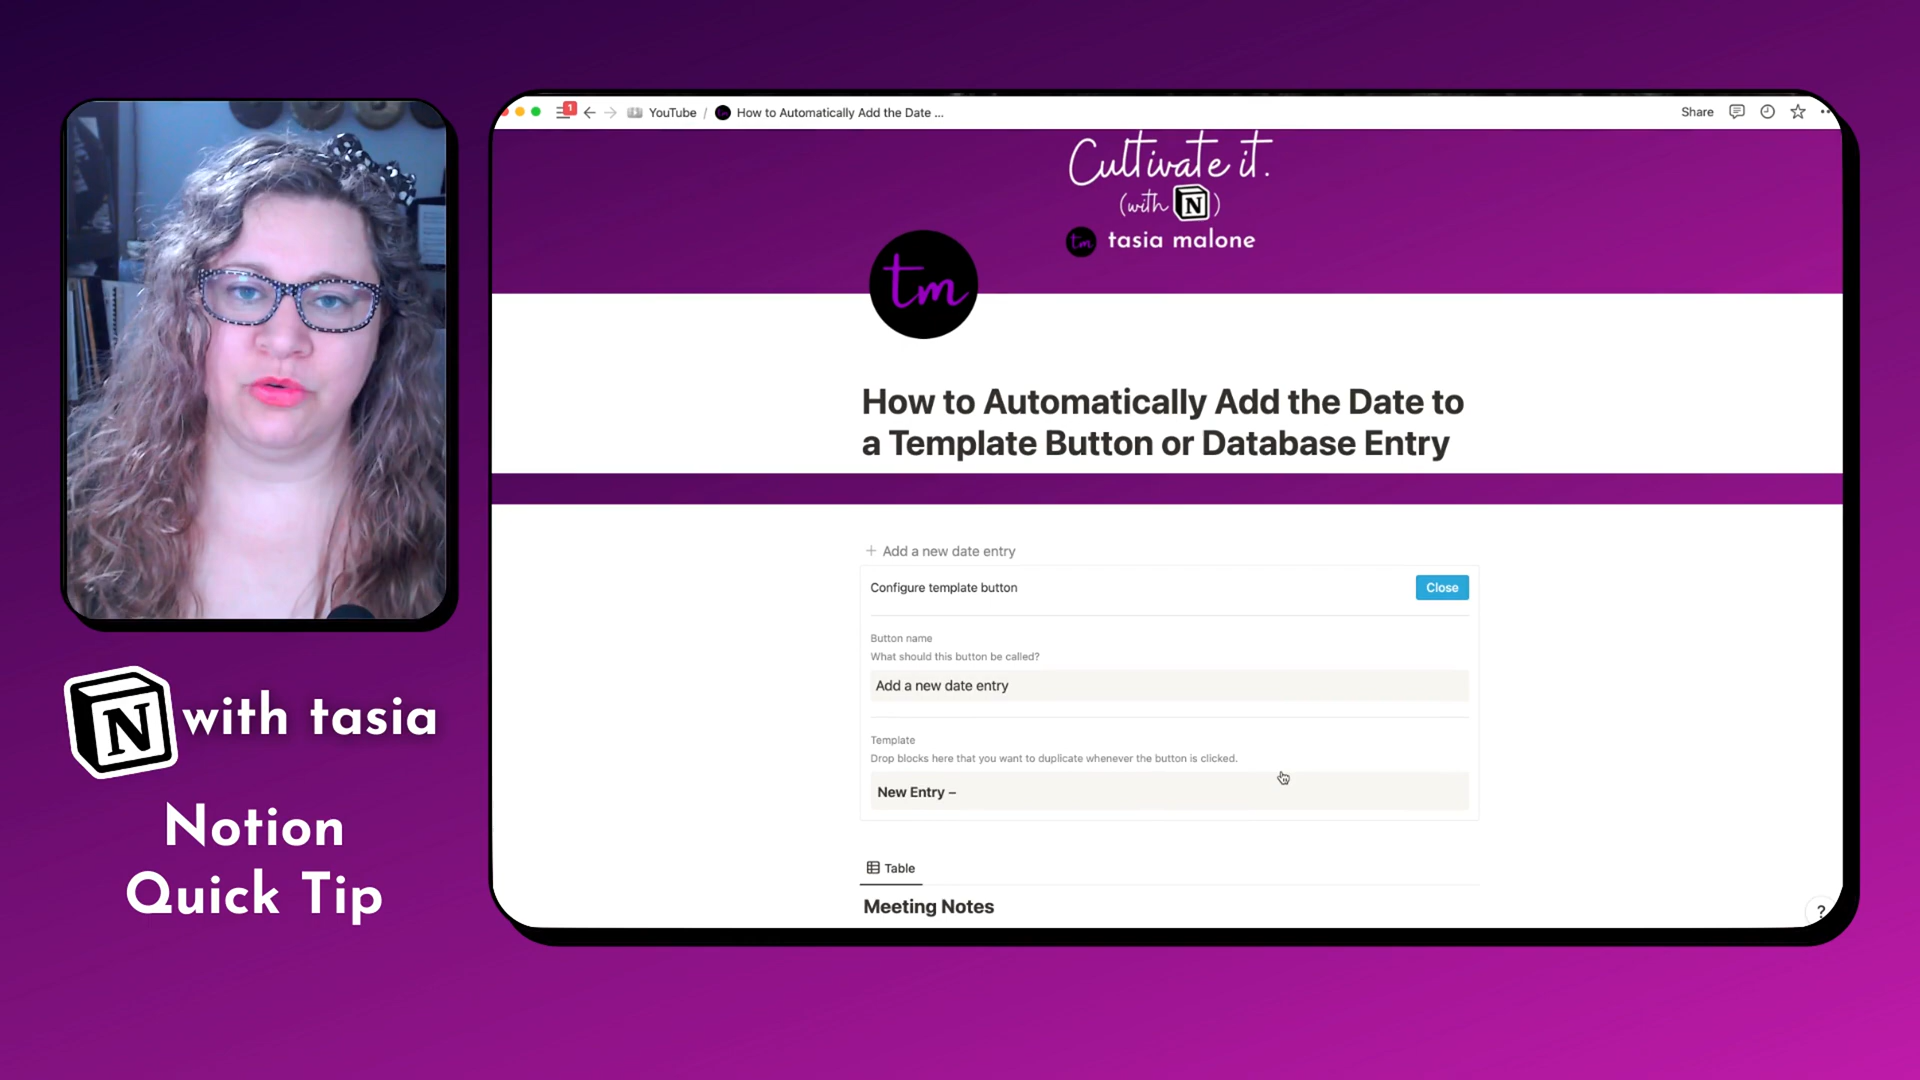 1
YouTube / How to Automatically Add the Date ...
Share
Cultivate it.
(with N)
tm tasia malone
tm
How to Automatically Add the Date to
a Template Button or Database Entry
Add a new date entry
Configure template button
Close
Button name
What should this button be called?
Add a new date entry
Template
Drop blocks here that you want to duplicate whenever the button is clicked.
New Entry –
Table
Meeting Notes
?
N with tasia
Notion
Quick Tip